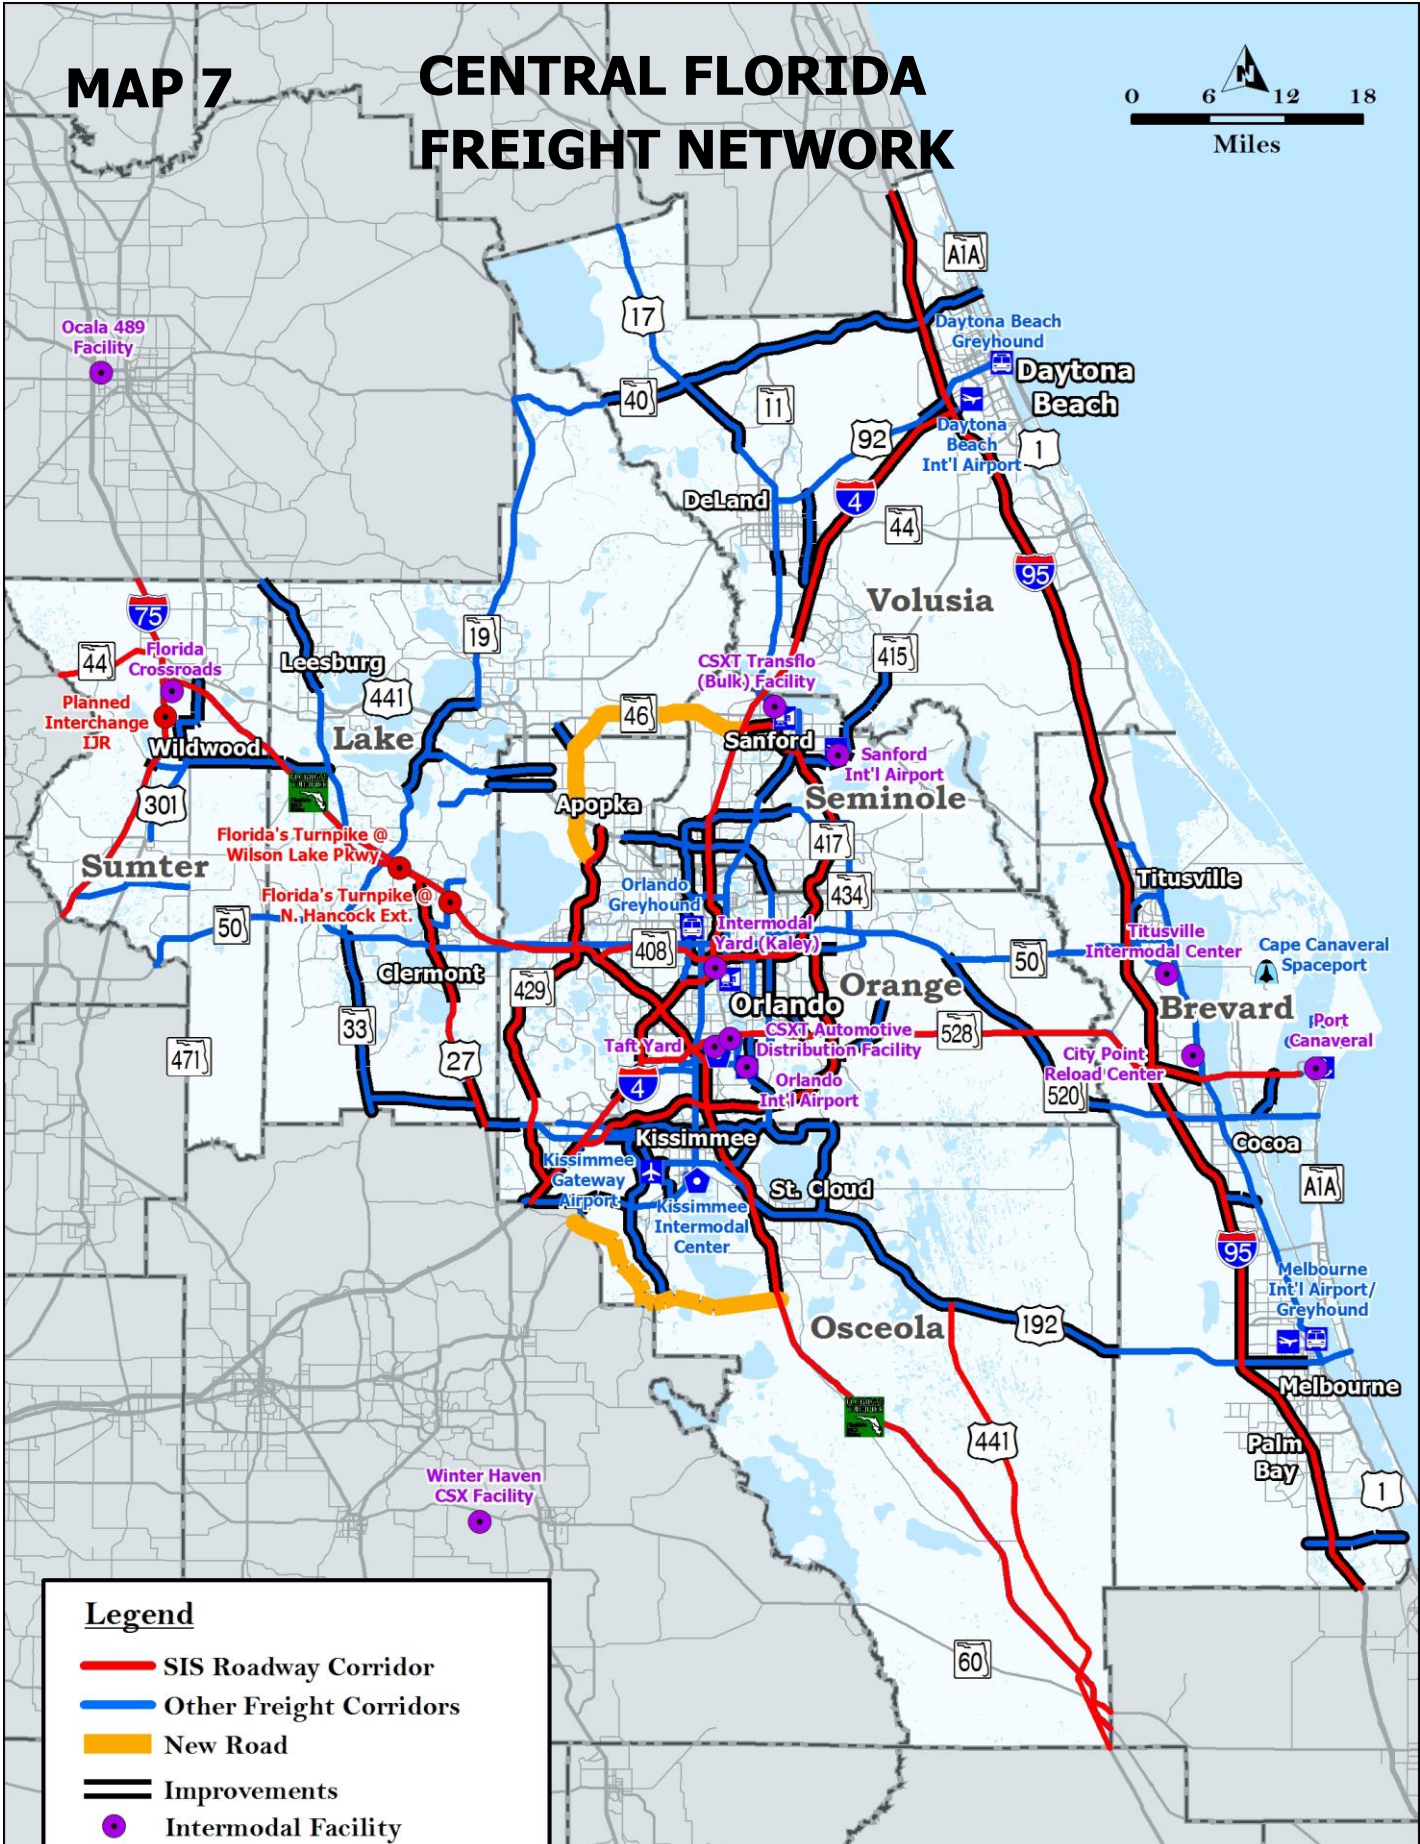 MAP 7
CENTRAL FLORIDA
FREIGHT NETWORK
N
0 6 12 18
Miles
A1A
17
Ocala 489
Facility
Daytona Beach
Greyhound
Daytona
Beach
40
11
92
Daytona
Beach
Int'l Airport
1
DeLand
4
44
95
Volusia
75
19
44
Florida
Crossroads
Leesburg
441
415
CSXT Transflo
(Bulk) Facility
Planned
Interchange
IJR
46
Wildwood
Lake
Sanford
Sanford
Int'l Airport
301
Apopka
Seminole
Florida's Turnpike @
Wilson Lake Pkwy
417
Sumter
Titusville
Florida's Turnpike @
N. Hancock Ext.
Orlando
Greyhound
434
50
408
Intermodal
Yard (Kaley)
Titusville
Intermodal Center
50
Cape Canaveral
Spaceport
Clermont
429
Orange
Orlando
Brevard
33
528
Port
Canaveral
CSXT Automotive
Distribution Facility
Taft Yard
471
27
City Point
Reload Center
4
Orlando
Int'l Airport
520
Kissimmee
Cocoa
Kissimmee
Gateway
Airport
St. Cloud
A1A
Kissimmee
Intermodal
Center
95
Melbourne
Int'l Airport/
Greyhound
Osceola
192
Melbourne
441
Palm
Bay
Winter Haven
CSX Facility
1
60
Legend
SIS Roadway Corridor
Other Freight Corridors
New Road
Improvements
Intermodal Facility